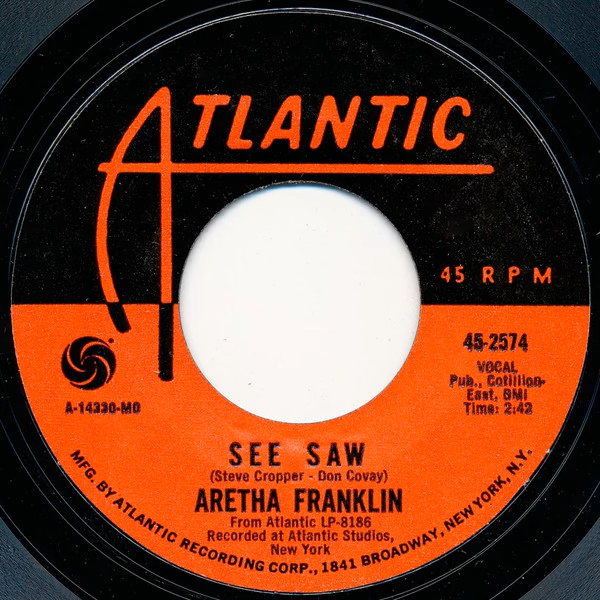 ATLANTIC
45 RPM
45-2574
VOCAL
Pub., Cotillion-
East, BMI
Time: 2:42
A-14330-MO
SEE SAW
(Steve Cropper - Don Covay)
ARETHA FRANKLIN
From Atlantic LP-8186
Recorded at Atlantic Studios,
New York
MFG. BY ATLANTIC RECORDING CORP., 1841 BROADWAY, NEW YORK, N.Y.